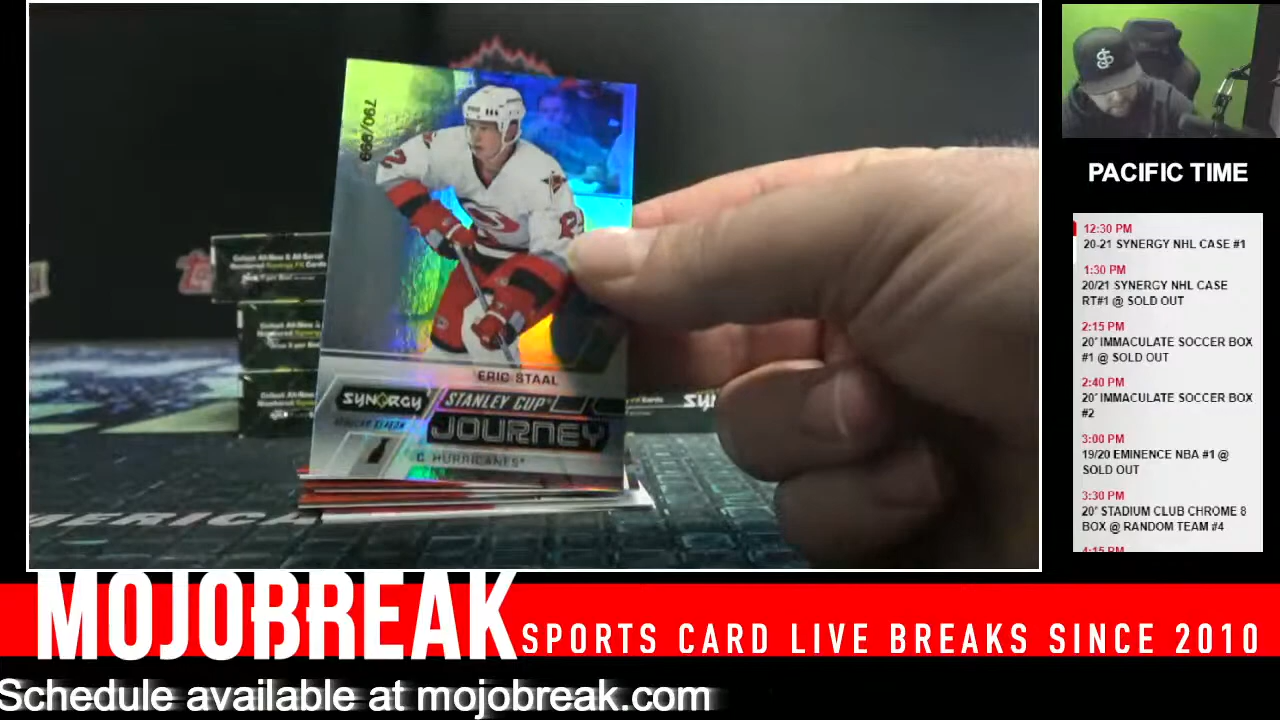 790/999
ERIC STAAL
SYNERGY
STANLEY CUP
JOURNEY
C HURRICANES
PACIFIC TIME
12:30 PM
20-21 SYNERGY NHL CASE #1
1:30 PM
20/21 SYNERGY NHL CASE
RT#1 @ SOLD OUT
2:15 PM
20' IMMACULATE SOCCER BOX
#1 @ SOLD OUT
2:40 PM
20' IMMACULATE SOCCER BOX
#2
3:00 PM
19/20 EMINENCE NBA #1 @
SOLD OUT
3:30 PM
20' STADIUM CLUB CHROME 8
BOX @ RANDOM TEAM #4
4:15 PM
MOJOBREAK
SPORTS CARD LIVE BREAKS SINCE 2010
Schedule available at mojobreak.com